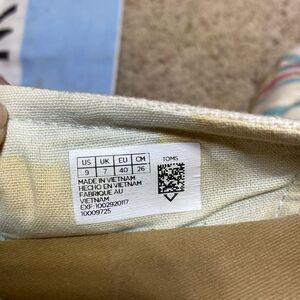 US UK EU CM
9 7 40 26
TOMS
MADE IN VIETNAM
HECHO EN VIETNAM
FABRIQUE AU
VIETNAM
EXF: 1002920117
10009725